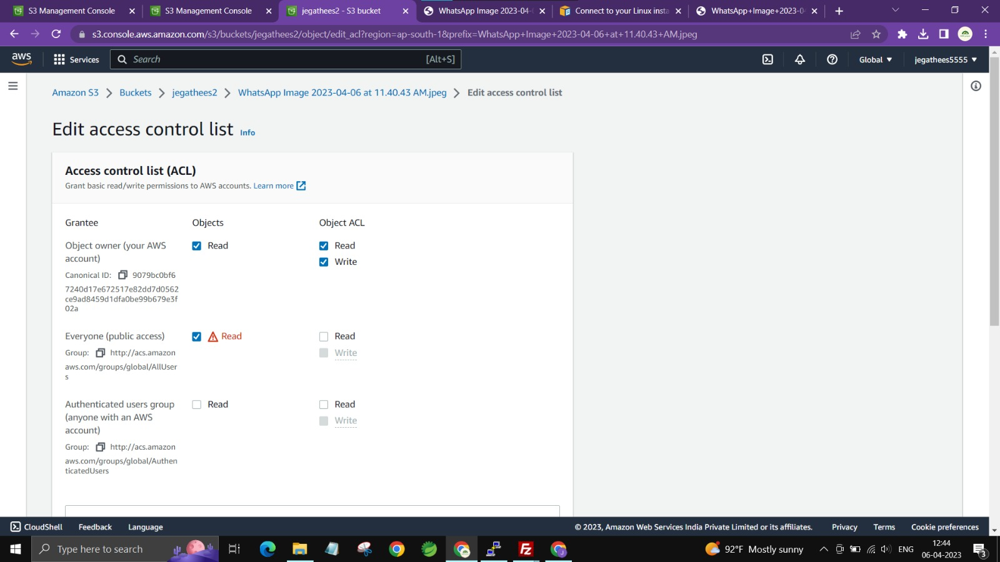 S3 Management Console
S3 Management Console
jegathees2 - S3 bucket
WhatsApp Image 2023-04-
Connect to your Linux insta
WhatsApp+Image+2023-0
s3.console.aws.amazon.com/s3/buckets/jegathees2/object/edit_acl?region=ap-south-1&prefix=WhatsApp+Image+2023-04-06+at+11.40.43+AM.jpeg
aws
Services
Search
[Alt+S]
Global
jegathees5555
Amazon S3
Buckets
jegathees2
WhatsApp Image 2023-04-06 at 11.40.43 AM.jpeg
Edit access control list
Edit access control list Info
Access control list (ACL)
Grant basic read/write permissions to AWS accounts. Learn more
Grantee
Objects
Object ACL
Object owner (your AWS
account)
Canonical ID: 9079bc0bf6
7240d17e672517e82dd7d0562
ce9ad8459d1dfa0be99b679e3f
02a
Read
Read
Write
Everyone (public access)
Group: http://acs.amazon
aws.com/groups/global/AllUser
s
Read
Read
Write
Authenticated users group
(anyone with an AWS
account)
Group: http://acs.amazon
aws.com/groups/global/Authen
ticatedUsers
Read
Read
Write
CloudShell
Feedback
Language
© 2023, Amazon Web Services India Private Limited or its affiliates.
Privacy
Terms
Cookie preferences
Type here to search
Fz
J
92°F Mostly sunny
ENG
12:44
06-04-2023
3